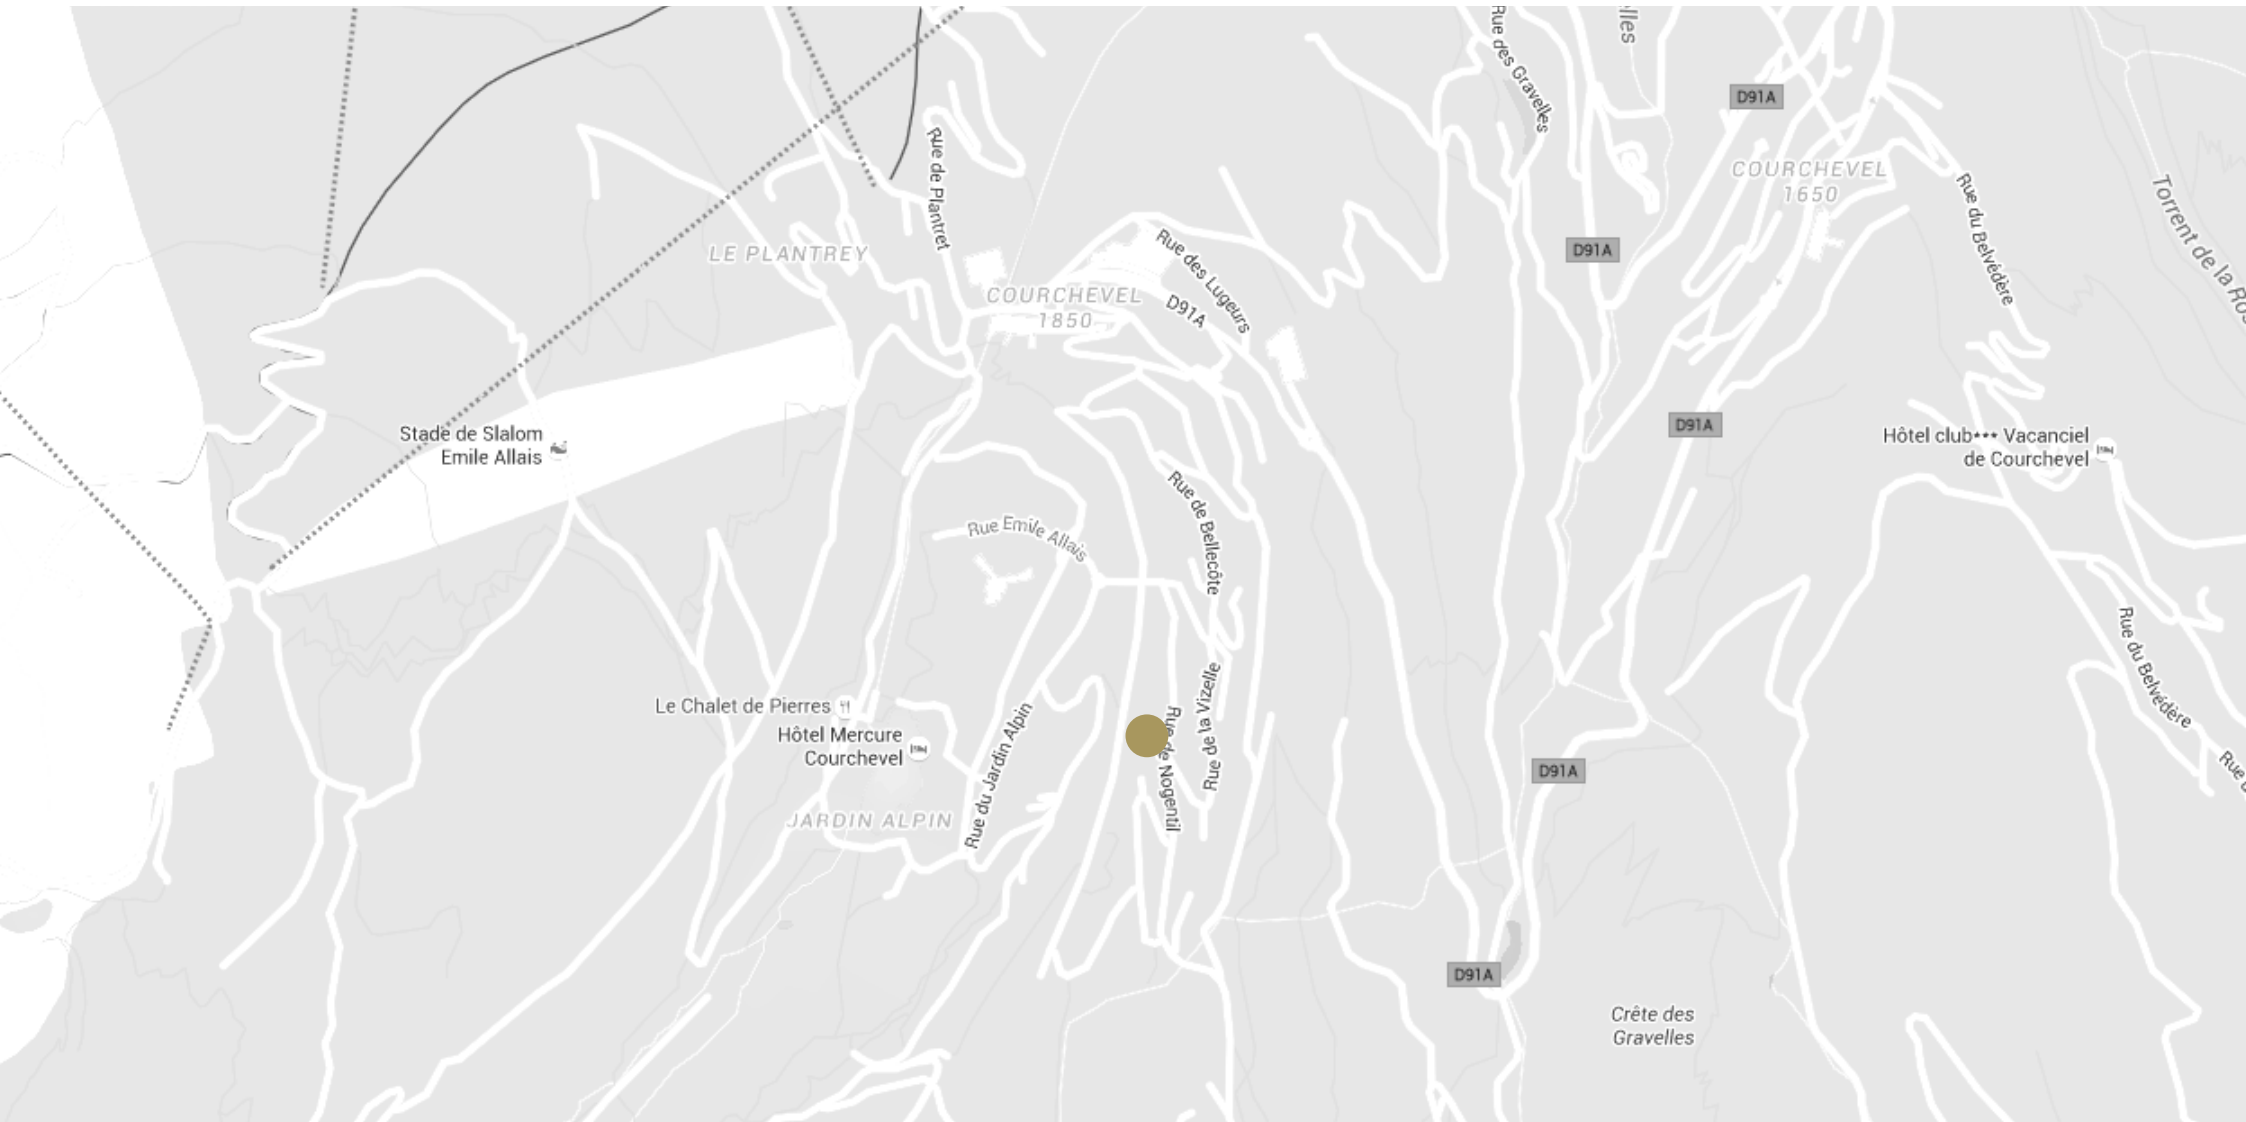 elles
Rue des Gravelles
D91A
Rue de Plantret
COURCHEVEL
1650
Rue du Belvédère
Torrent de la Ro
LE PLANTREY
Rue des Lugeurs
D91A
COURCHEVEL
1850
D91A
D91A
Stade de Slalom
Emile Allais
Hôtel club*** Vacanciel
de Courchevel
Rue de Bellecôte
Rue Emile Allais
Rue du Belvédère
Rue de la Vizelle
Le Chalet de Pierres
Rue de Nogentil
Rue du Jardin Alpin
Hôtel Mercure
Courchevel
D91A
Rue
JARDIN ALPIN
D91A
Crête des
Gravelles